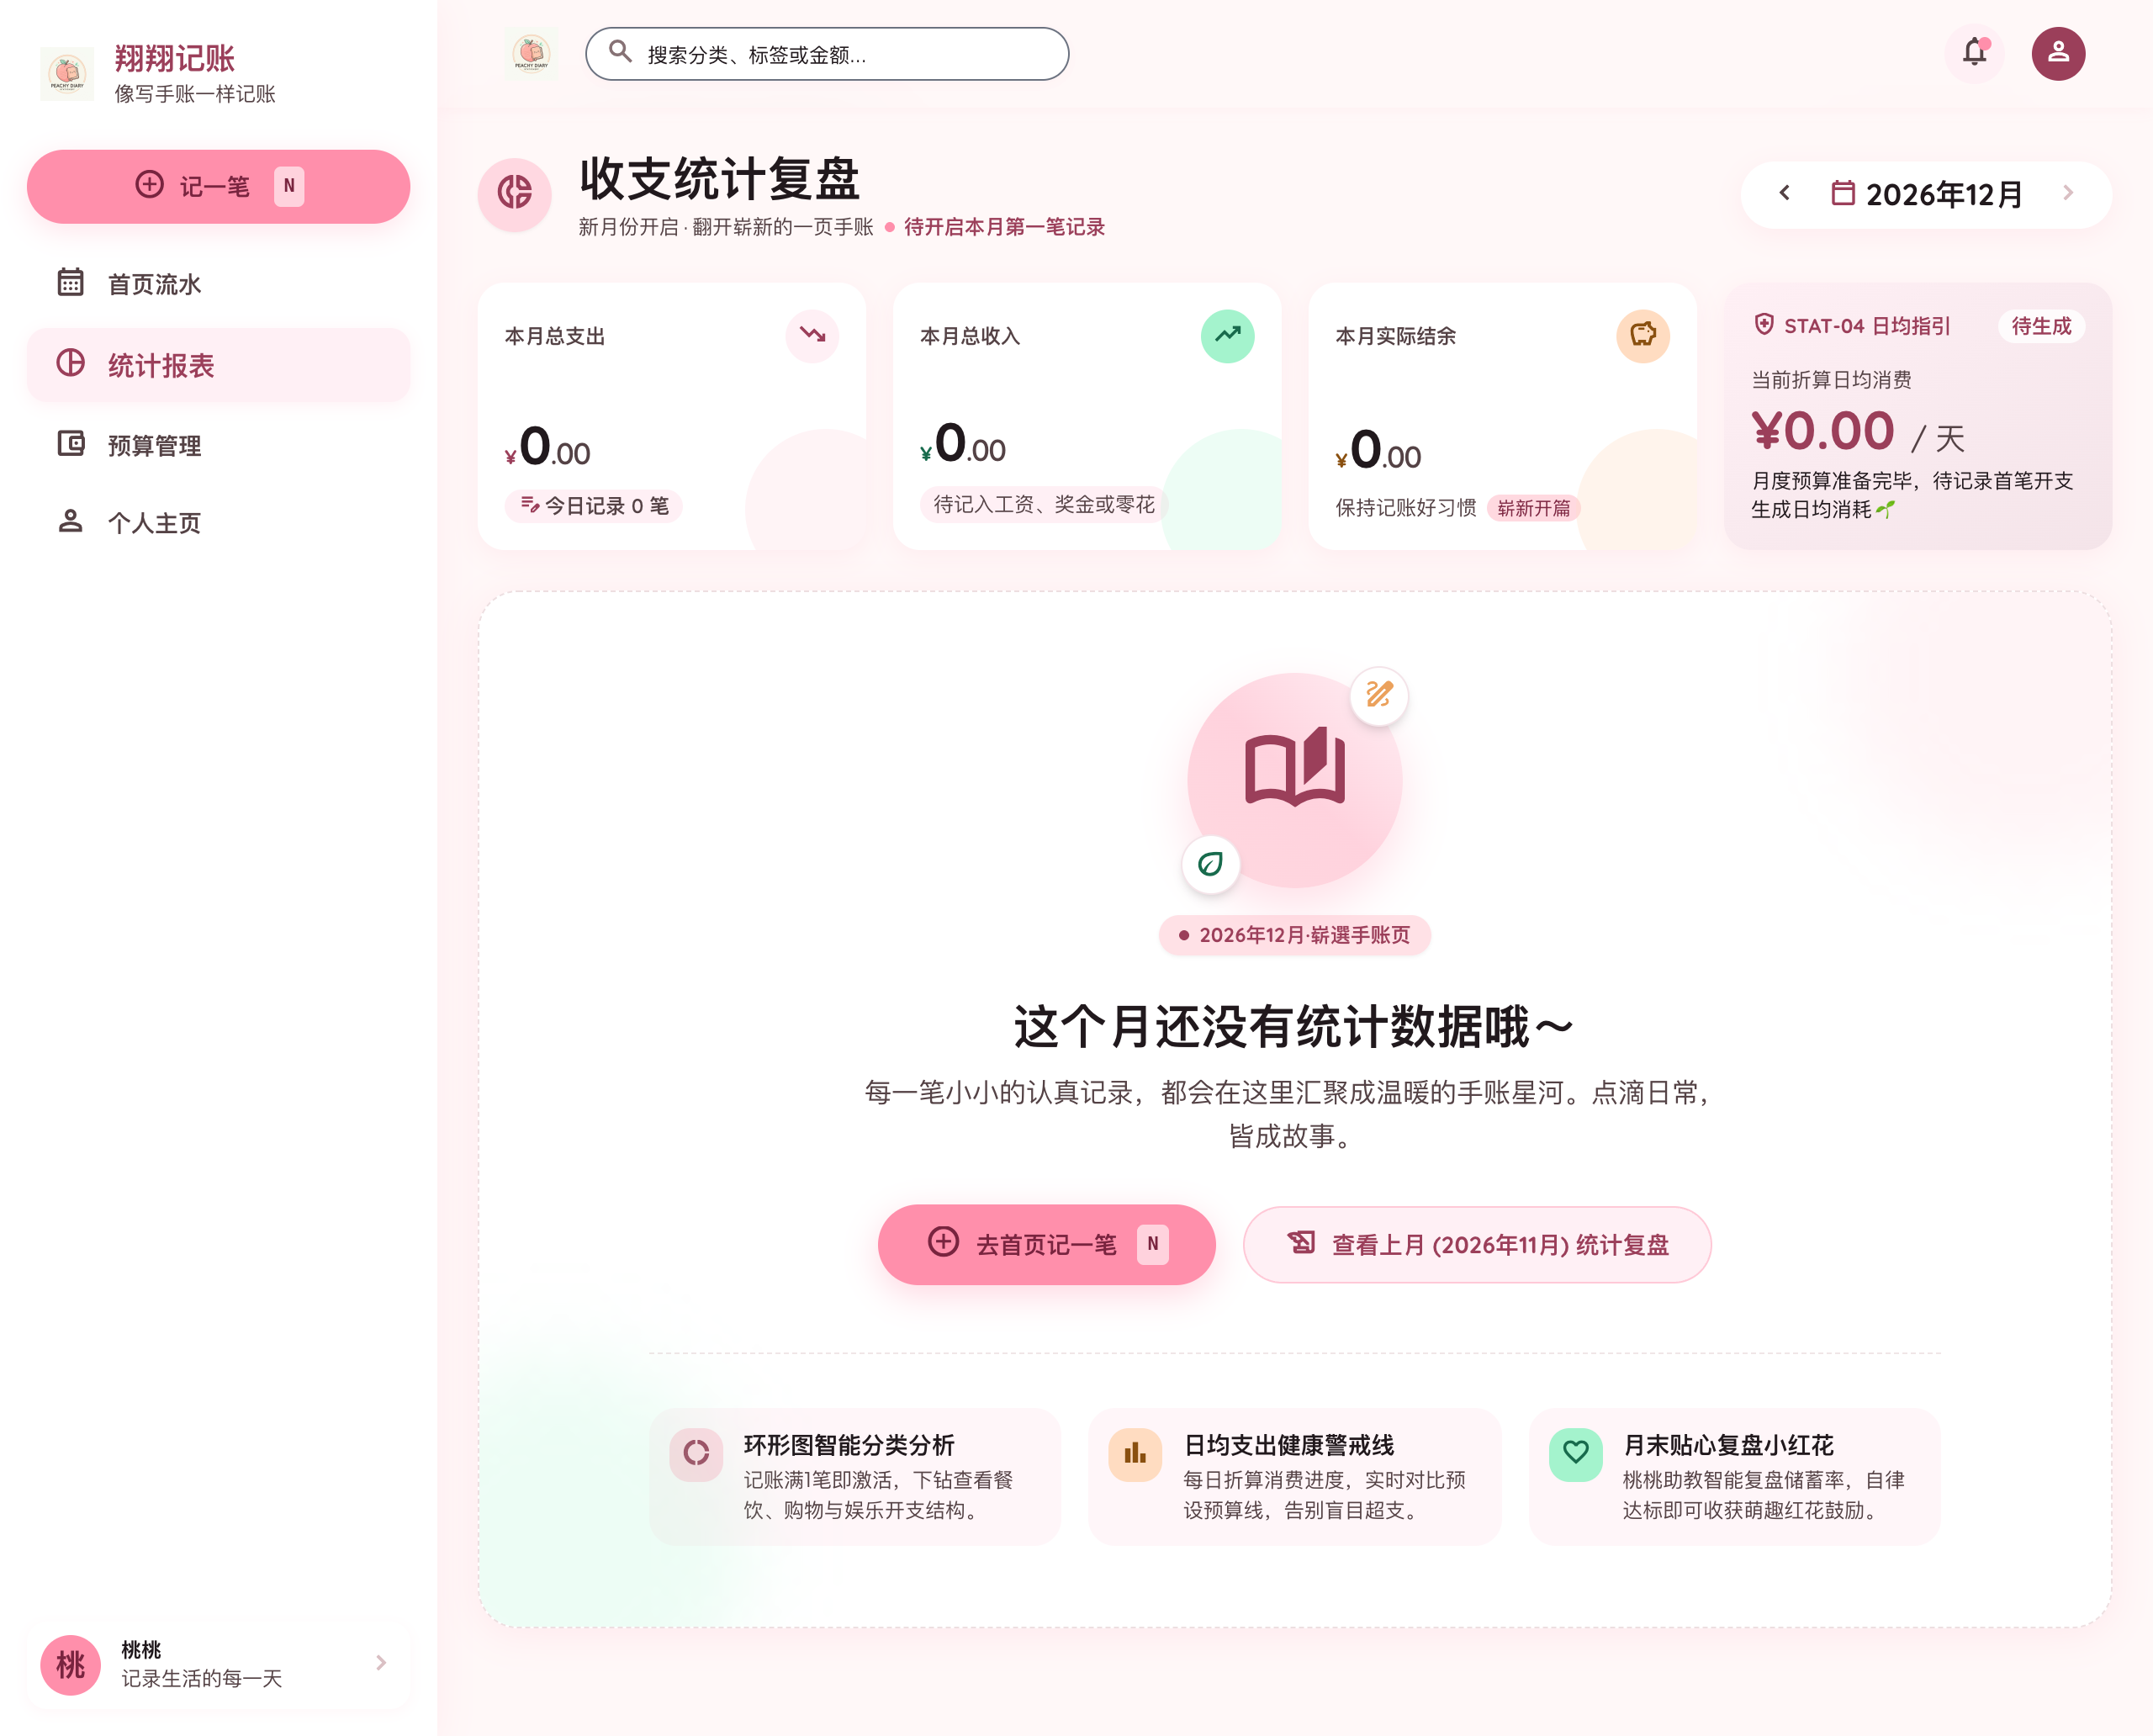 翔翔记账
像写手账一样记账
PEACHY DIARY
记一笔 N
首页流水
统计报表
预算管理
个人主页
桃
桃桃
记录生活的每一天
PEACHY DIARY
搜索分类、标签或金额...
收支统计复盘
新月份开启 · 翻开崭新的一页手账 待开启本月第一笔记录
2026年12月
本月总支出
¥0.00
今日记录 0 笔
本月总收入
¥0.00
待记入工资、奖金或零花
本月实际结余
¥0.00
保持记账好习惯 崭新开篇
STAT-04 日均指引 待生成
当前折算日均消费
¥0.00 / 天
月度预算准备完毕，待记录首笔开支
生成日均消耗🌱
2026年12月·崭選手账页
这个月还没有统计数据哦～
每一笔小小的认真记录，都会在这里汇聚成温暖的手账星河。点滴日常，
皆成故事。
去首页记一笔 N
查看上月 (2026年11月) 统计复盘
环形图智能分类分析
记账满1笔即激活，下钻查看餐
饮、购物与娱乐开支结构。
日均支出健康警戒线
每日折算消费进度，实时对比预
设预算线，告别盲目超支。
月末贴心复盘小红花
桃桃助教智能复盘储蓄率，自律
达标即可收获萌趣红花鼓励。